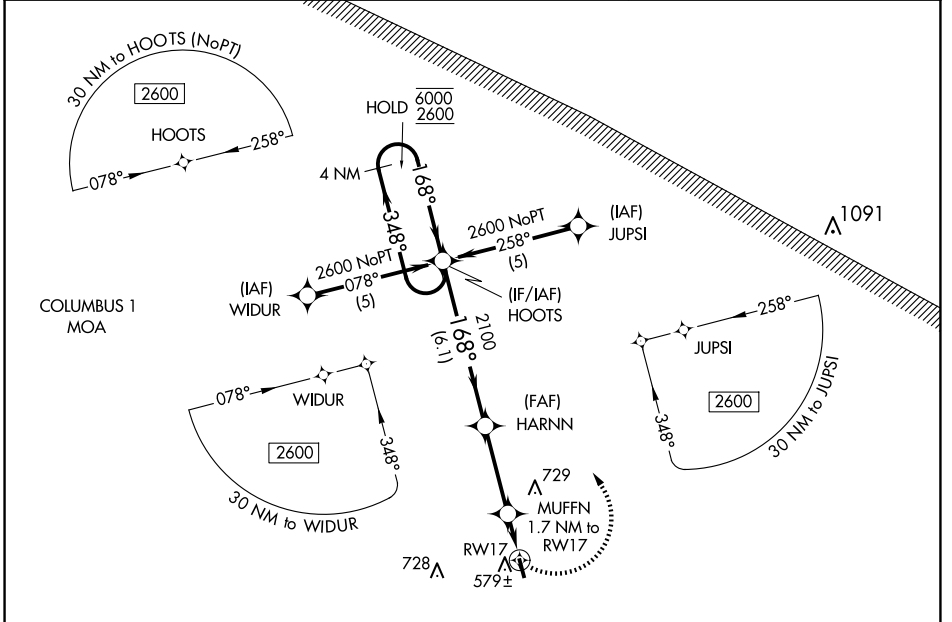 30 NM to HOOTS (NoPT)
2600
HOOTS
078°
258°
HOLD 6000
2600
4 NM
168°
348°
2600 NoPT
258°
(5)
(IAF)
JUPSI
1091
2600 NoPT
078°
(5)
(IAF)
WIDUR
(IF/IAF)
HOOTS
COLUMBUS 1
MOA
2100
168°
(6.1)
258°
JUPSI
2600
348°
30 NM to JUPSI
078°
WIDUR
2600
348°
30 NM to WIDUR
(FAF)
HARNN
729
MUFFN
1.7 NM to
RW17
RW17
728
579±